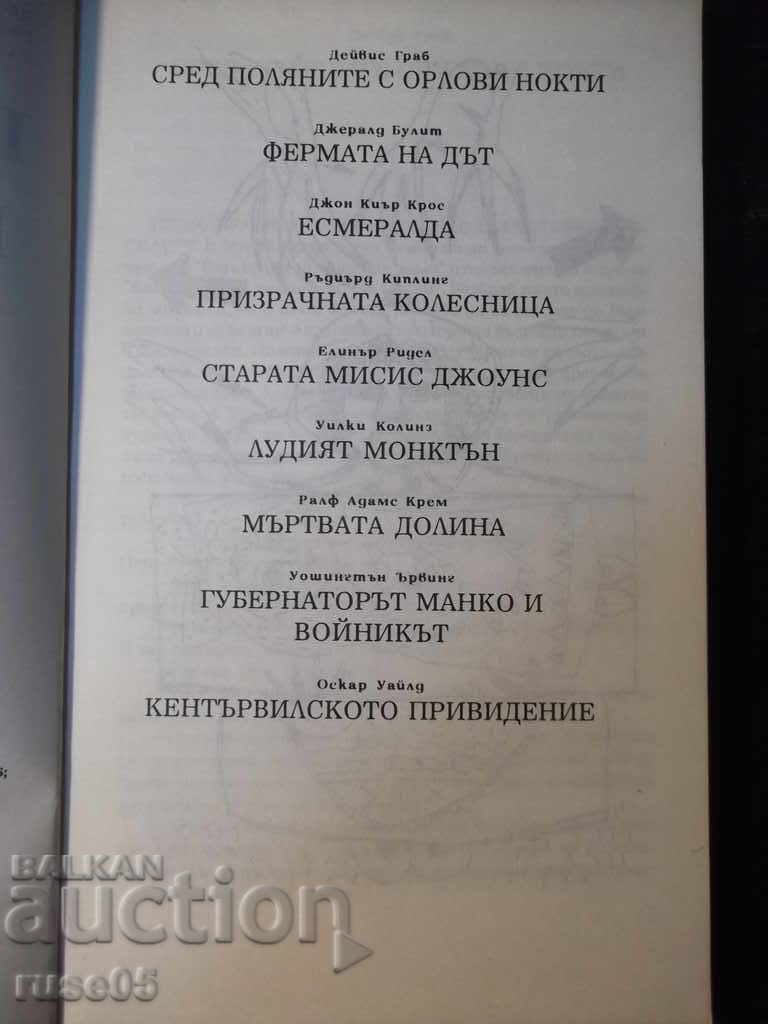 Дейвис Граб
СРЕД ПОЛЯНИТЕ С ОРЛОВИ НОКТИ
Джералд Булит
ФЕРМАТА НА ДЪТ
Джон Киър Крос
ЕСМЕРАЛДА
Ръдиърд Киплинг
ПРИЗРАЧНАТА КОЛЕСНИЦА
Елинър Ридел
СТАРАТА МИСИС ДЖОУНС
Уилки Колинз
ЛУДИЯТ МОНКТЪН
Ралф Адамс Крем
МЪРТВАТА ДОЛИНА
Уошингтън Ървинг
ГУБЕРНАТОРЪТ МАНКО И
ВОЙНИКЪТ
Оскар Уайлд
КЕНТЪРВИЛСКОТО ПРИВИДЕНИЕ
BALKAN
auction
ruse05